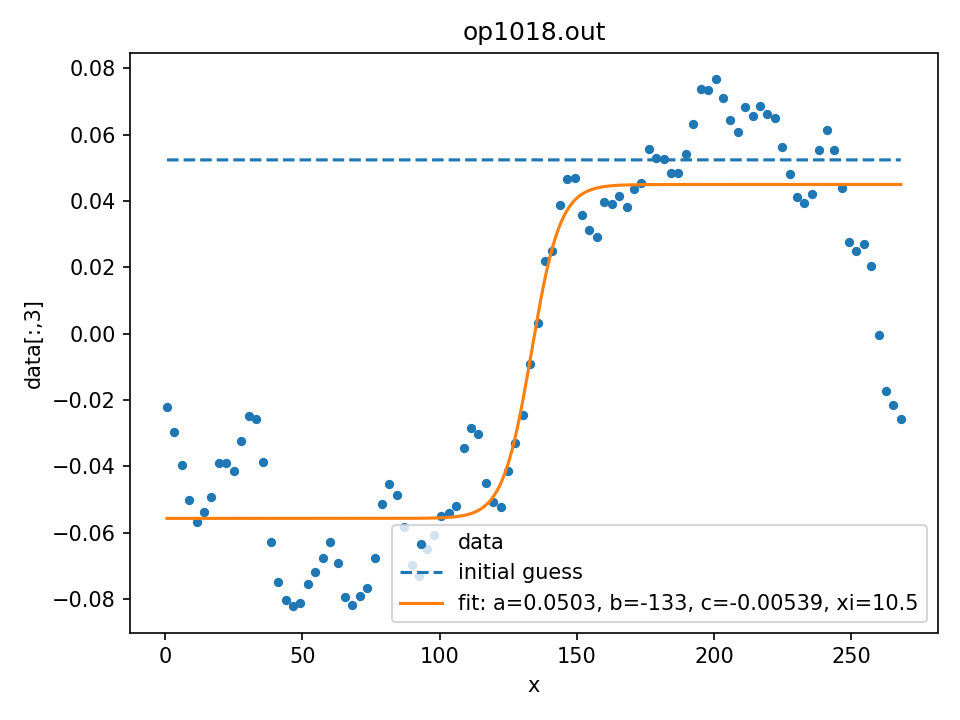 op1018.out
0.08
0.06
0.04
0.02
0.00
−0.02
−0.04
−0.06
−0.08
data[:,3]
data
initial guess
fit: a=0.0503, b=-133, c=-0.00539, xi=10.5
0 50 100 150 200 250
x